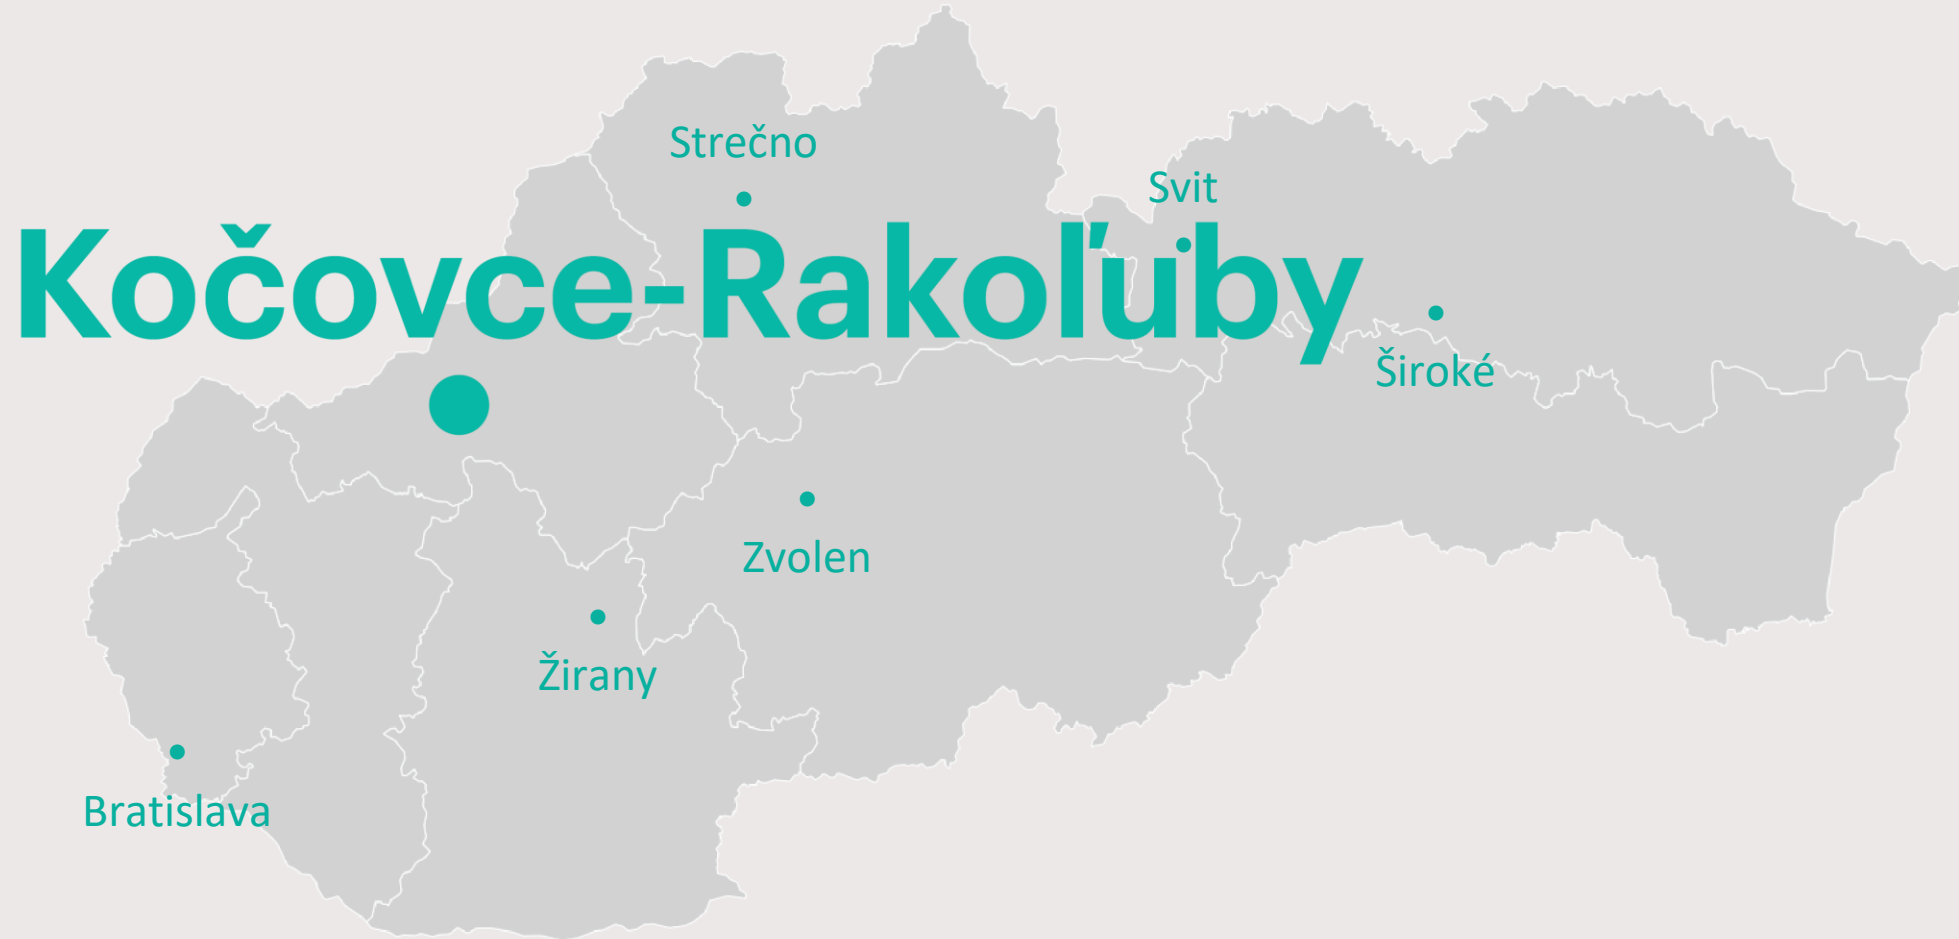 Strečno
Svit
Kočovce-Rakoľuby
Široké
Zvolen
Žirany
Bratislava